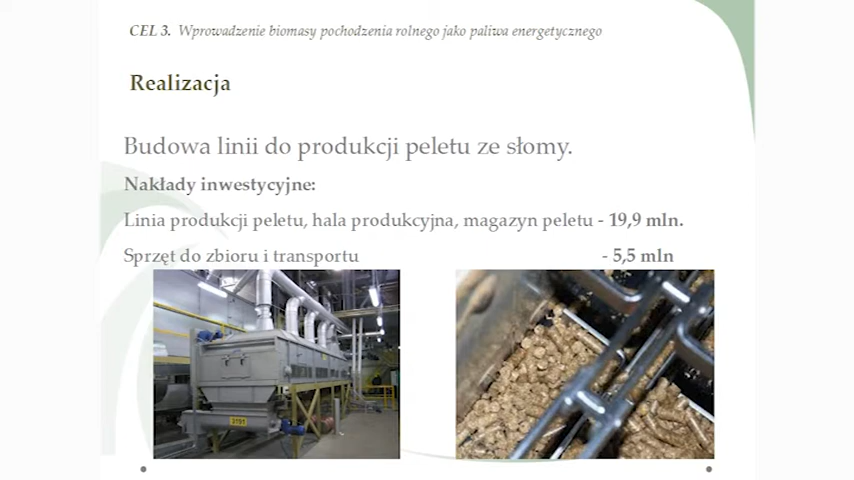 CEL 3. Wprowadzenie biomasy pochodzenia rolnego jako paliwa energetycznego
Realizacja
Budowa linii do produkcji peletu ze słomy.
Nakłady inwestycyjne:
Linia produkcji peletu, hala produkcyjna, magazyn peletu - 19,9 mln.
Sprzęt do zbioru i transportu - 5,5 mln